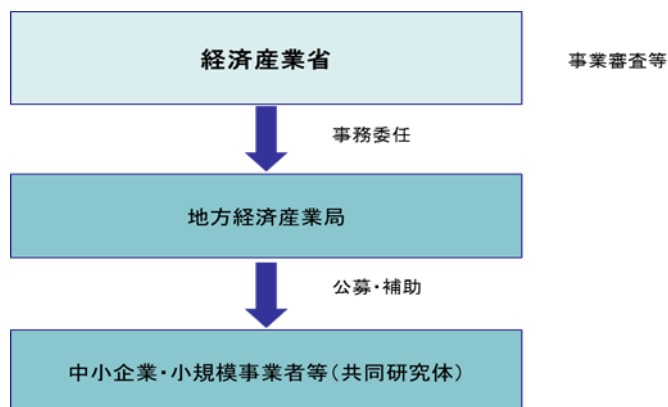 経済産業省
事業審査等
事務委任
地方経済産業局
公募・補助
中小企業・小規模事業者等(共同研究体)